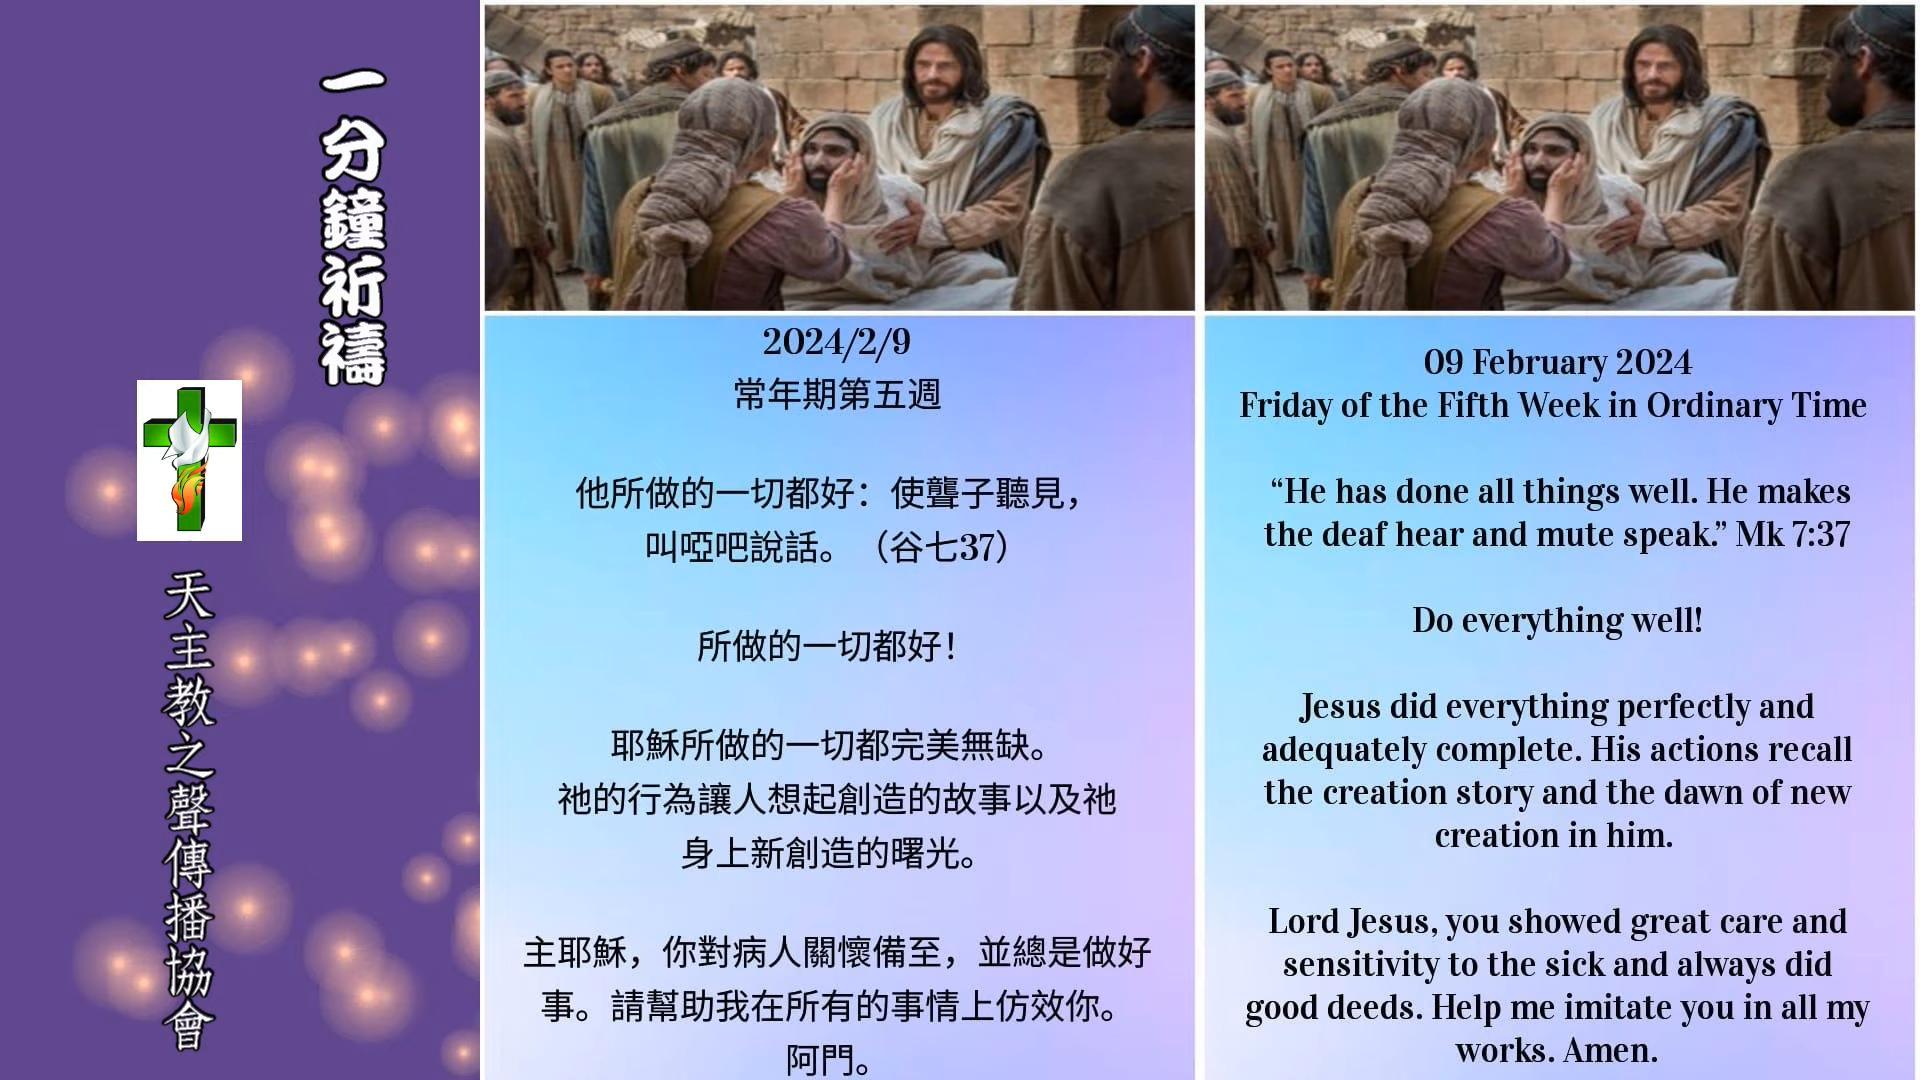 一分鐘祈禱
天主教之聲傳播協會
2024/2/9
常年期第五週
他所做的一切都好：使聾子聽見，
叫啞吧說話。（谷七37）
所做的一切都好！
耶穌所做的一切都完美無缺。
祂的行為讓人想起創造的故事以及祂
身上新創造的曙光。
主耶穌，你對病人關懷備至，並總是做好
事。請幫助我在所有的事情上仿效你。
阿門。
09 February 2024
Friday of the Fifth Week in Ordinary Time
“He has done all things well. He makes
the deaf hear and mute speak.” Mk 7:37
Do everything well!
Jesus did everything perfectly and
adequately complete. His actions recall
the creation story and the dawn of new
creation in him.
Lord Jesus, you showed great care and
sensitivity to the sick and always did
good deeds. Help me imitate you in all my
works. Amen.